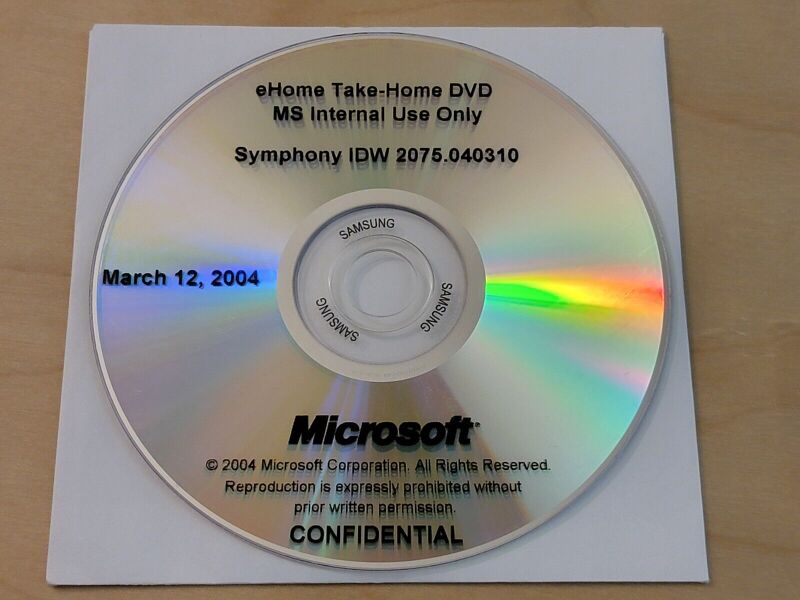 eHome Take-Home DVD
MS Internal Use Only
Symphony IDW 2075.040310
SAMSUNG
March 12, 2004
SAMSUNG
SAMSUNG
Microsoft
© 2004 Microsoft Corporation. All Rights Reserved.
Reproduction is expressly prohibited without
prior written permission.
CONFIDENTIAL